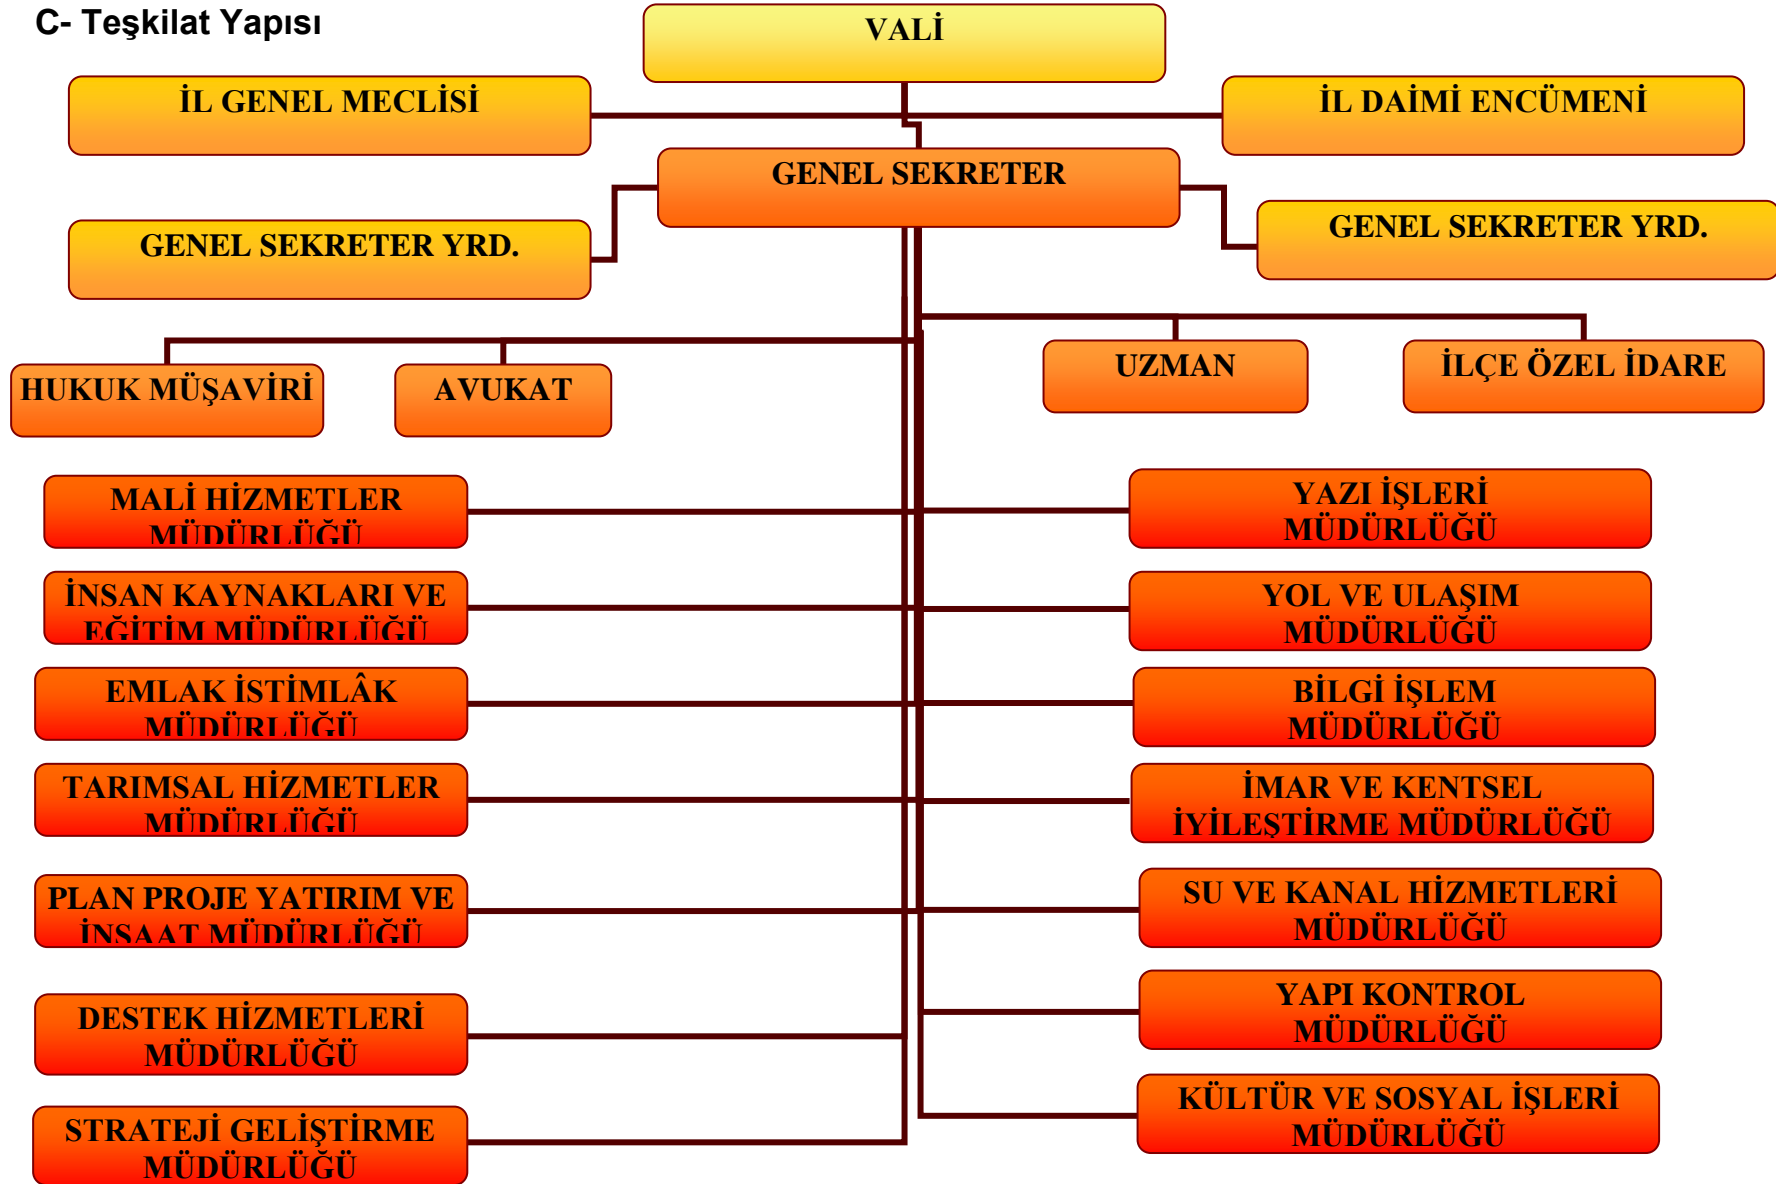 C- Teşkilat Yapısı
VALİ
İL GENEL MECLİSİ
İL DAİMİ ENCÜMENİ
GENEL SEKRETER
GENEL SEKRETER YRD.
GENEL SEKRETER YRD.
HUKUK MÜŞAVİRİ
AVUKAT
UZMAN
İLÇE ÖZEL İDARE
MALİ HİZMETLER
MÜDÜRLÜĞÜ
YAZI İŞLERİ
MÜDÜRLÜĞÜ
İNSAN KAYNAKLARI VE
EĞİTİM MÜDÜRLÜĞÜ
YOL VE ULAŞIM
MÜDÜRLÜĞÜ
EMLAK İSTİMLÂK
MÜDÜRLÜĞÜ
BİLGİ İŞLEM
MÜDÜRLÜĞÜ
TARIMSAL HİZMETLER
MÜDÜRLÜĞÜ
İMAR VE KENTSEL
İYİLEŞTİRME MÜDÜRLÜĞÜ
PLAN PROJE YATIRIM VE
İNŞAAT MÜDÜRLÜĞÜ
SU VE KANAL HİZMETLERİ
MÜDÜRLÜĞÜ
DESTEK HİZMETLERİ
MÜDÜRLÜĞÜ
YAPI KONTROL
MÜDÜRLÜĞÜ
STRATEJİ GELİŞTİRME
MÜDÜRLÜĞÜ
KÜLTÜR VE SOSYAL İŞLERİ
MÜDÜRLÜĞÜ